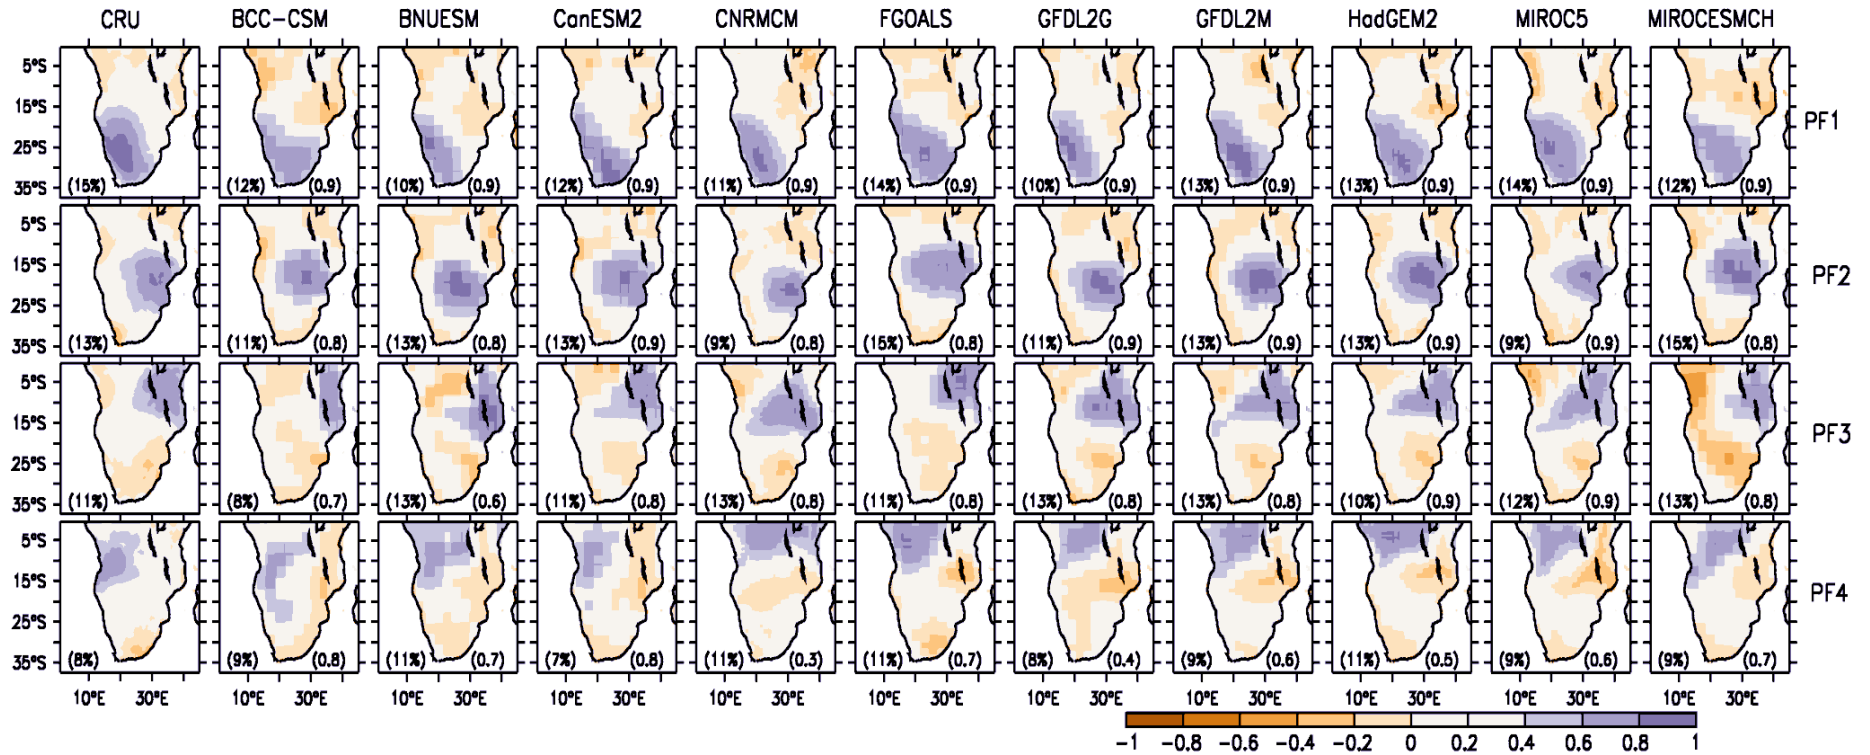 CRU BCC-CSM BNUESM CanESM2 CNRMCM FGOALS GFDL2G GFDL2M HadGEM2 MIROC5 MIROCESMCH
5°S
15°S
25°S
35°S
(15%) (12%) (0.9) (10%) (0.9) (12%) (0.9) (11%) (0.9) (14%) (0.9) (10%) (0.9) (13%) (0.9) (13%) (0.9) (14%) (0.9) (12%) (0.9)
PF1
5°S
15°S
25°S
35°S
(13%) (11%) (0.8) (13%) (0.8) (13%) (0.9) (9%) (0.8) (15%) (0.8) (11%) (0.9) (13%) (0.9) (13%) (0.9) (9%) (0.9) (15%) (0.8)
PF2
5°S
15°S
25°S
35°S
(11%) (8%) (0.7) (13%) (0.6) (11%) (0.8) (13%) (0.8) (11%) (0.8) (13%) (0.8) (13%) (0.8) (10%) (0.9) (12%) (0.9) (13%) (0.8)
PF3
5°S
15°S
25°S
35°S
(8%) (9%) (0.8) (11%) (0.7) (7%) (0.8) (11%) (0.3) (11%) (0.7) (8%) (0.4) (9%) (0.6) (11%) (0.5) (9%) (0.6) (9%) (0.7)
PF4
10°E 30°E 10°E 30°E 10°E 30°E 10°E 30°E 10°E 30°E 10°E 30°E 10°E 30°E 10°E 30°E 10°E 30°E 10°E 30°E 10°E 30°E
-1 -0.8 -0.6 -0.4 -0.2 0 0.2 0.4 0.6 0.8 1